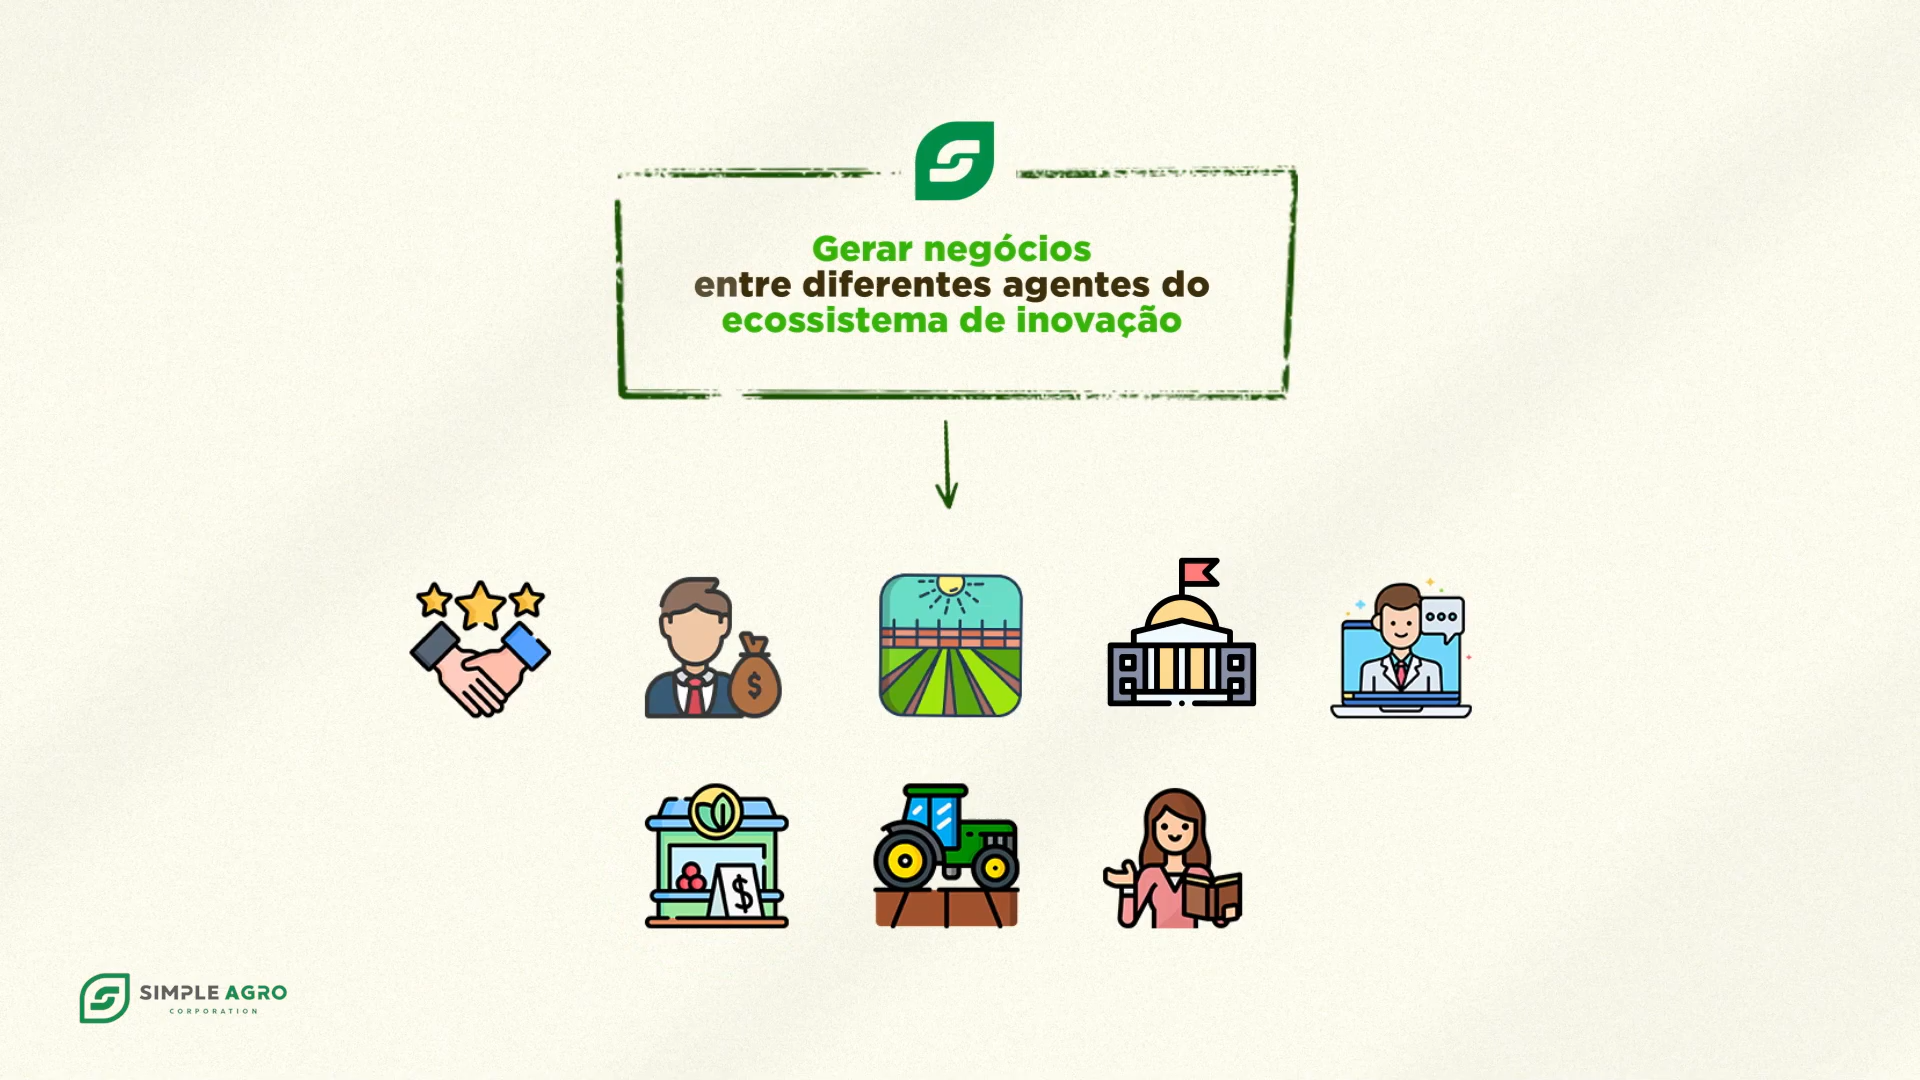 Gerar negócios
entre diferentes agentes do
ecossistema de inovação
$
$
SIMPLE AGRO
CORPORATION